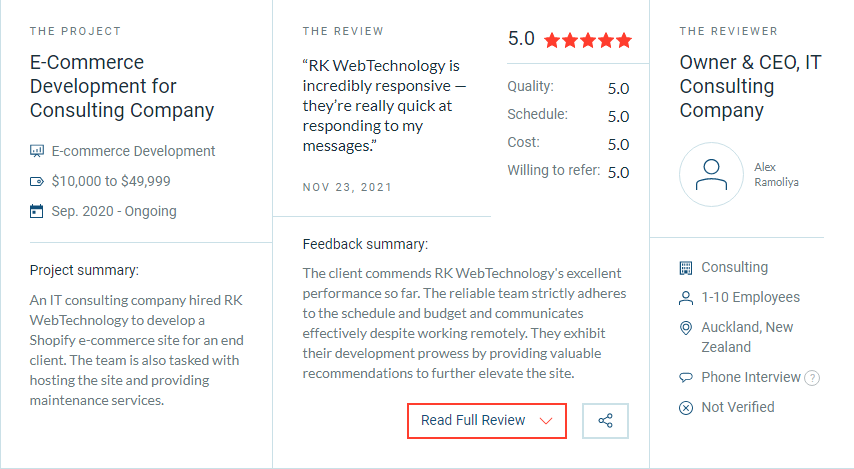 THE PROJECT
E-Commerce
Development for
Consulting Company
E-commerce Development
$10,000 to $49,999
Sep. 2020 - Ongoing
Project summary:
An IT consulting company hired RK
WebTechnology to develop a
Shopify e-commerce site for an end
client. The team is also tasked with
hosting the site and providing
maintenance services.
THE REVIEW
“RK WebTechnology is
incredibly responsive —
they’re really quick at
responding to my
messages.”
NOV 23, 2021
5.0
Quality: 5.0
Schedule: 5.0
Cost: 5.0
Willing to refer: 5.0
Feedback summary:
The client commends RK WebTechnology's excellent
performance so far. The reliable team strictly adheres
to the schedule and budget and communicates
effectively despite working remotely. They exhibit
their development prowess by providing valuable
recommendations to further elevate the site.
Read Full Review
THE REVIEWER
Owner & CEO, IT
Consulting
Company
Alex
Ramoliya
Consulting
1-10 Employees
Auckland, New
Zealand
Phone Interview ?
Not Verified